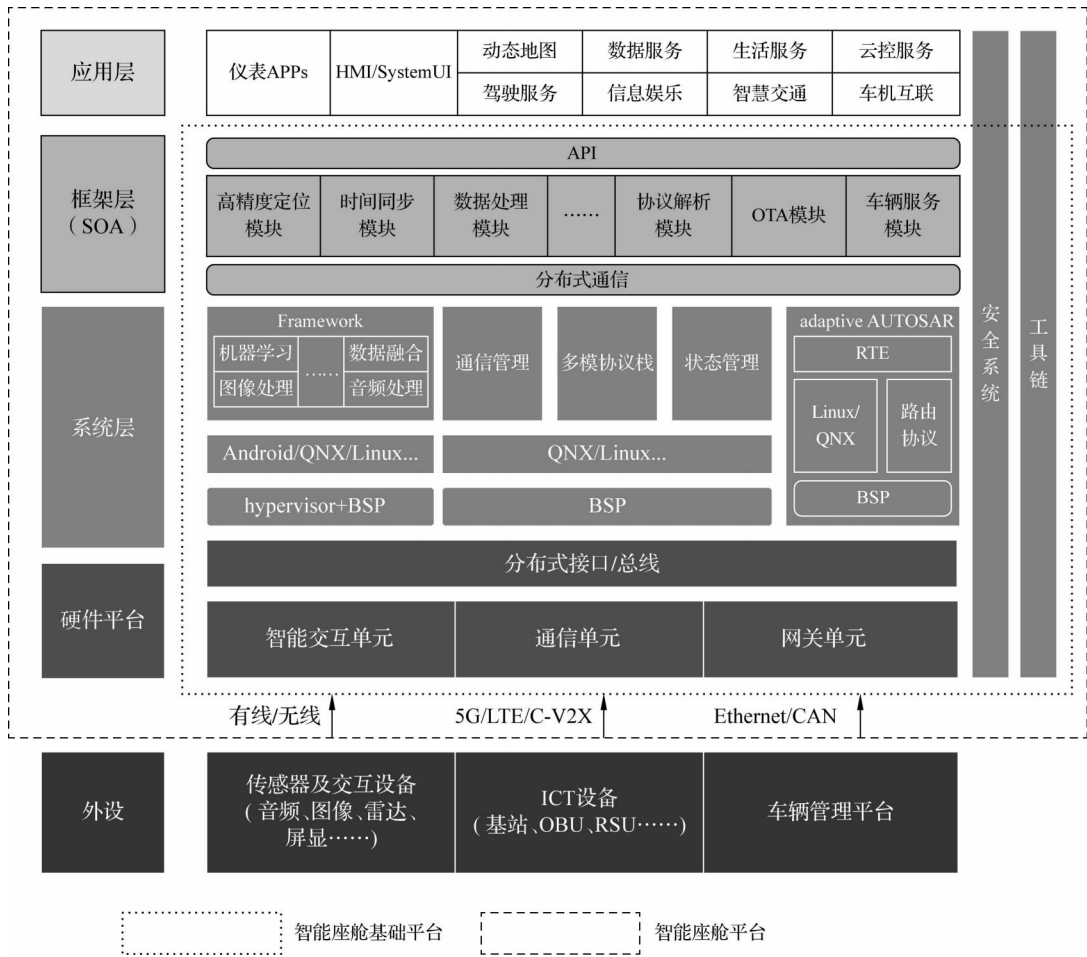 应用层
仪表APPs
HMI/SystemUI
动态地图
数据服务
生活服务
云控服务
驾驶服务
信息娱乐
智慧交通
车机互联
框架层
（SOA）
API
高精度定位
模块
时间同步
模块
数据处理
模块
……
协议解析
模块
OTA模块
车辆服务
模块
分布式通信
系统层
Framework
机器学习
……
数据融合
图像处理
音频处理
通信管理
多模协议栈
状态管理
adaptive AUTOSAR
RTE
Linux/
QNX
路由
协议
BSP
Android/QNX/Linux...
QNX/Linux...
hypervisor+BSP
BSP
硬件平台
分布式接口/总线
智能交互单元
通信单元
网关单元
安全系统
工具链
有线/无线
5G/LTE/C-V2X
Ethernet/CAN
外设
传感器及交互设备
(音频、图像、雷达、
屏显……)
ICT设备
(基站、OBU、RSU……)
车辆管理平台
智能座舱基础平台
智能座舱平台